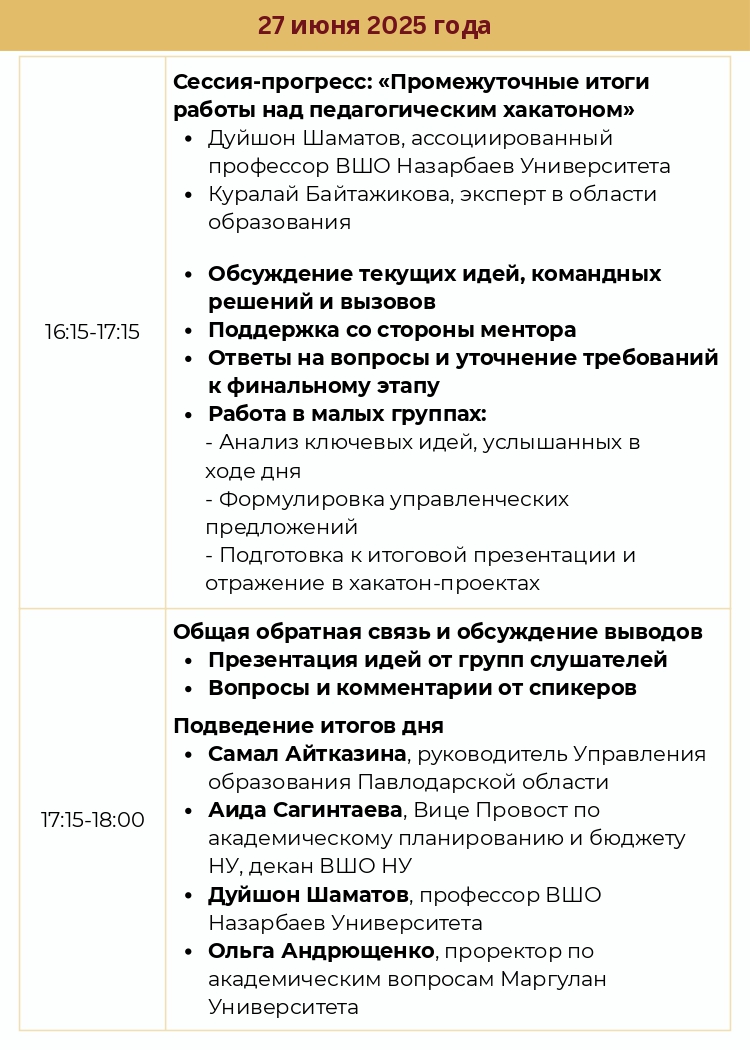 27 июня 2025 года
16:15-17:15
Сессия-прогресс: «Промежуточные итоги
работы над педагогическим хакатоном»
• Дуйшон Шаматов, ассоциированный
профессор ВШО Назарбаев Университета
• Куралай Байтажикова, эксперт в области
образования
• Обсуждение текущих идей, командных
решений и вызовов
• Поддержка со стороны ментора
• Ответы на вопросы и уточнение требований
к финальному этапу
• Работа в малых группах:
- Анализ ключевых идей, услышанных в
ходе дня
- Формулировка управленческих
предложений
- Подготовка к итоговой презентации и
отражение в хакатон-проектах
17:15-18:00
Общая обратная связь и обсуждение выводов
• Презентация идей от групп слушателей
• Вопросы и комментарии от спикеров
Подведение итогов дня
• Самал Айтказина, руководитель Управления
образования Павлодарской области
• Аида Сагинтаева, Вице Провост по
академическому планированию и бюджету
НУ, декан ВШО НУ
• Дуйшон Шаматов, профессор ВШО
Назарбаев Университета
• Ольга Андрющенко, проректор по
академическим вопросам Маргулан
Университета